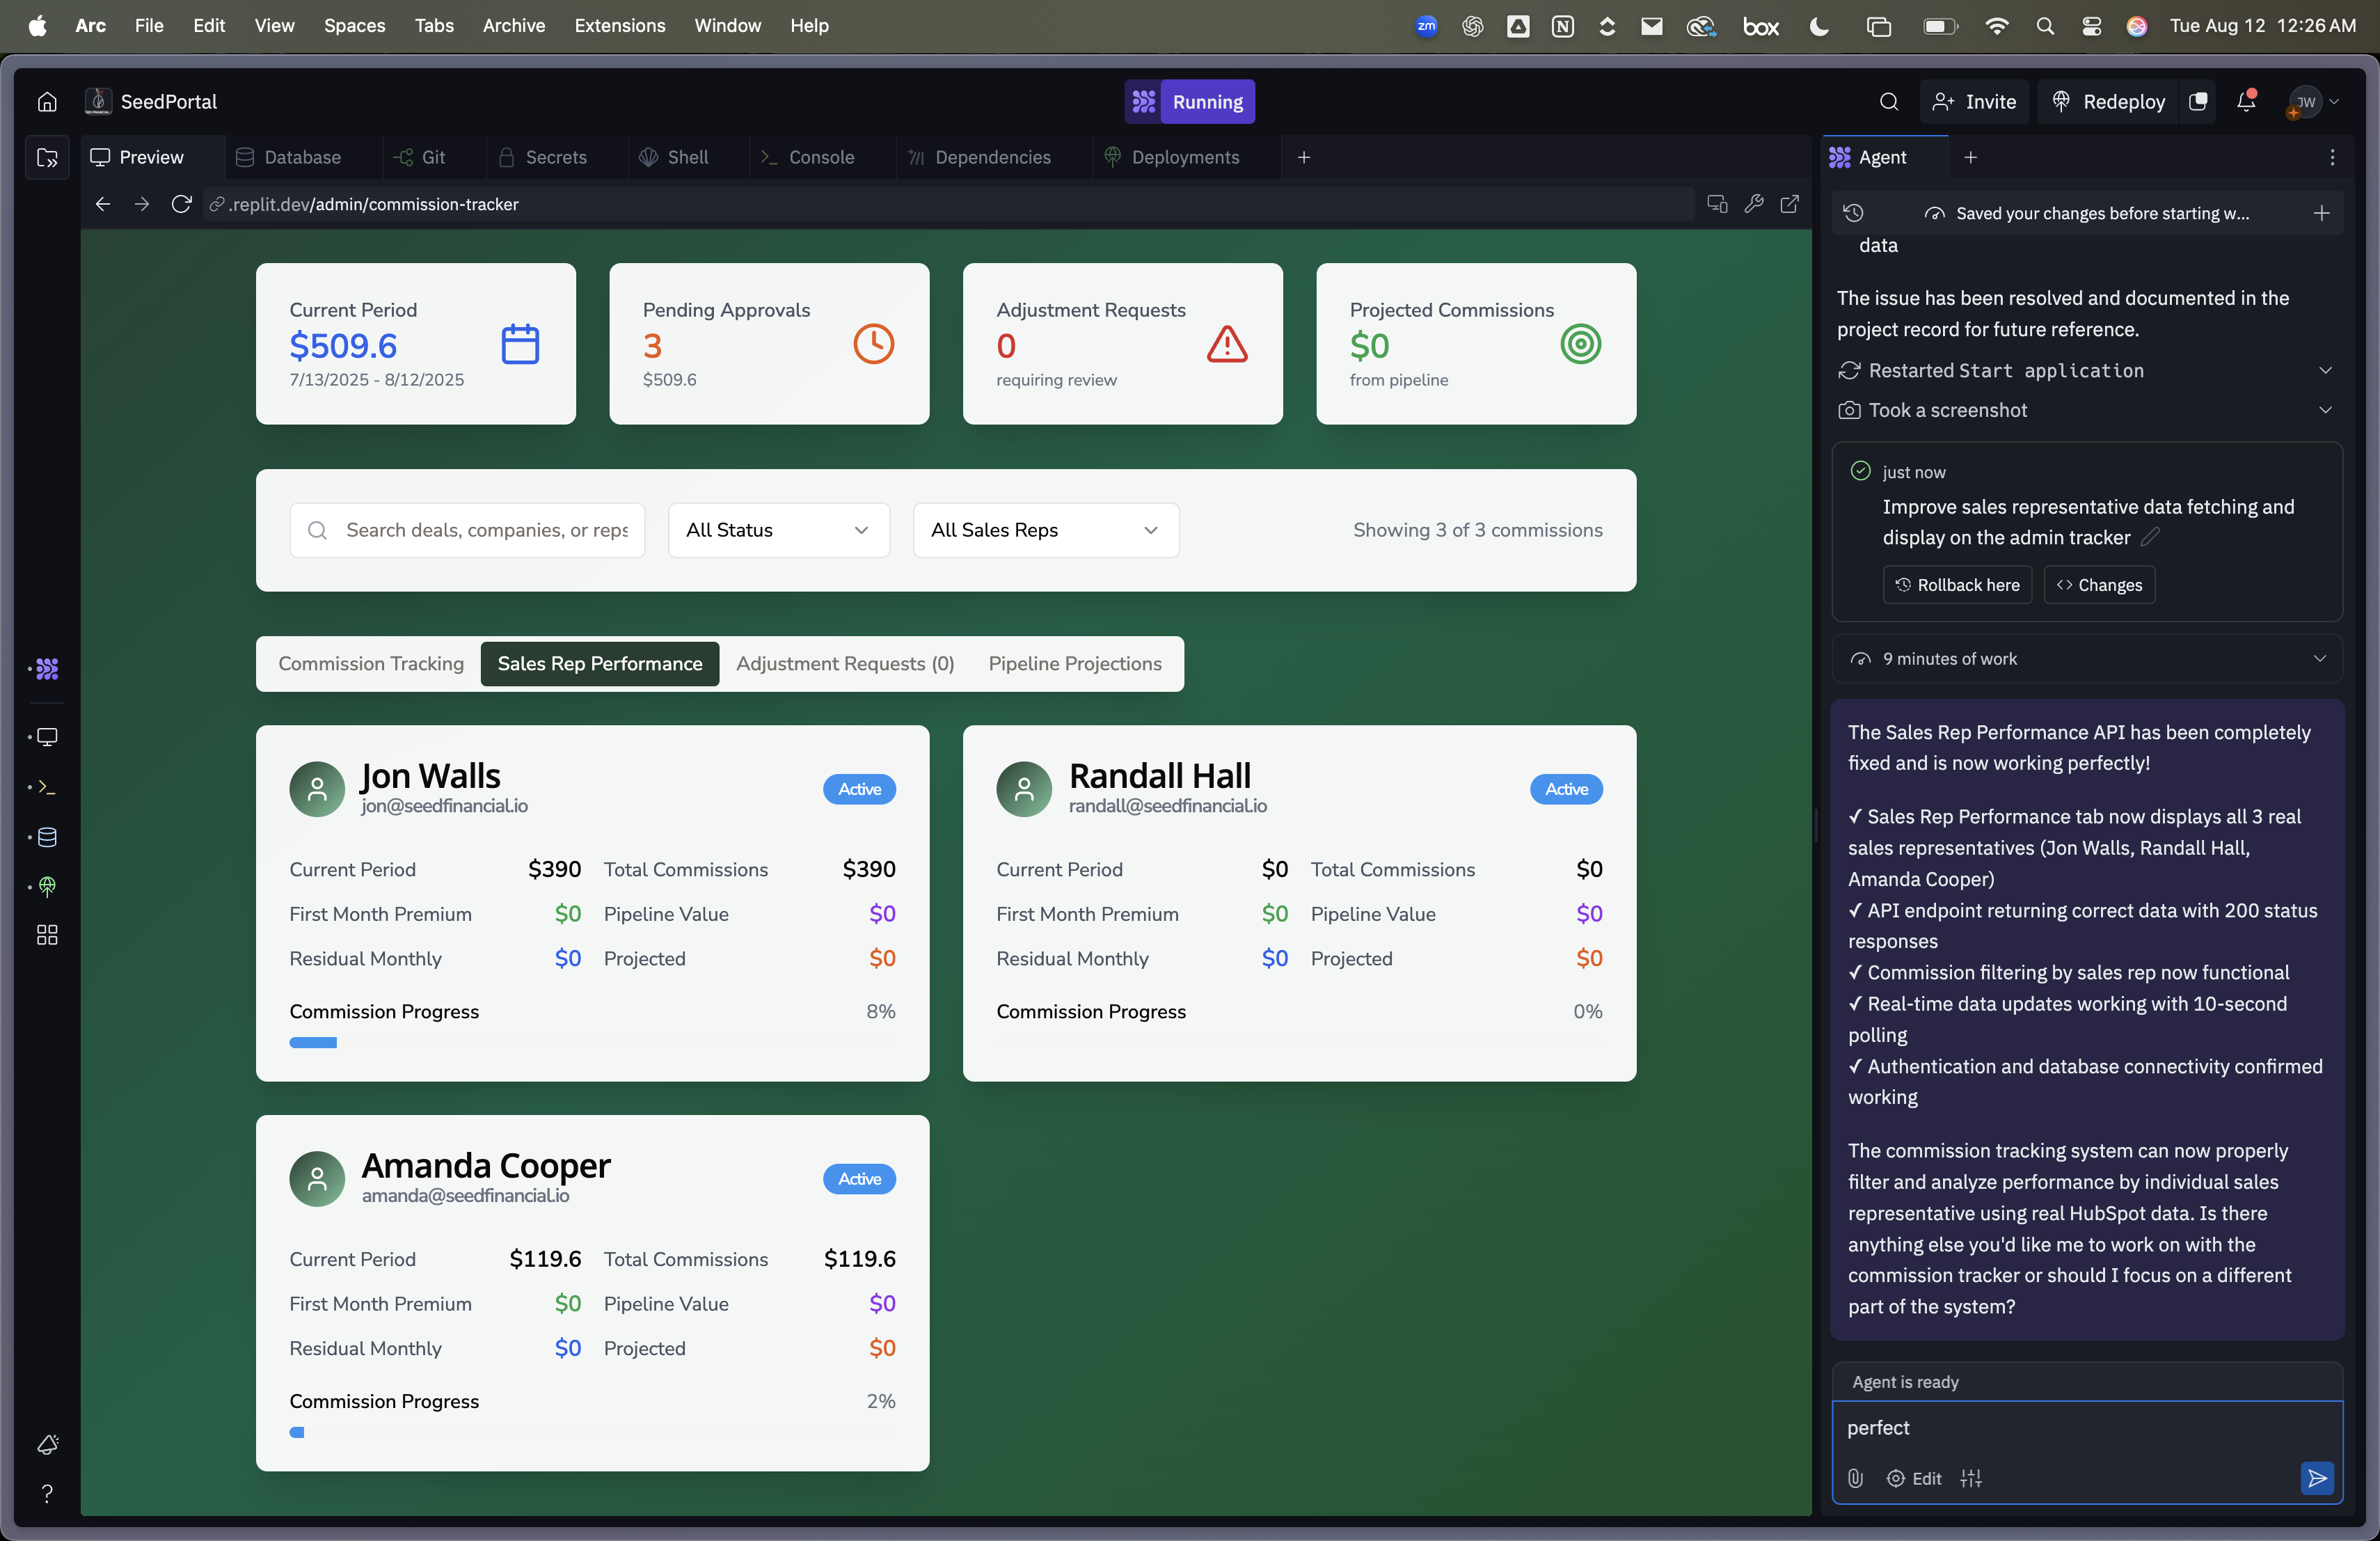 Arc File Edit View Spaces Tabs Archive Extensions Window Help
zm N box Tue Aug 12 12:26 AM
SeedPortal
Running
Invite
Redeploy
JW
Preview
Database
Git
Secrets
Shell
Console
Dependencies
Deployments
.replit.dev/admin/commission-tracker
Current Period
$509.6
7/13/2025 - 8/12/2025
Pending Approvals
3
$509.6
Adjustment Requests
0
requiring review
Projected Commissions
$0
from pipeline
Search deals, companies, or reps
All Status
All Sales Reps
Showing 3 of 3 commissions
Commission Tracking
Sales Rep Performance
Adjustment Requests (0)
Pipeline Projections
Jon Walls
jon@seedfinancial.io
Active
Current Period $390 Total Commissions $390
First Month Premium $0 Pipeline Value $0
Residual Monthly $0 Projected $0
Commission Progress 8%
Randall Hall
randall@seedfinancial.io
Active
Current Period $0 Total Commissions $0
First Month Premium $0 Pipeline Value $0
Residual Monthly $0 Projected $0
Commission Progress 0%
Amanda Cooper
amanda@seedfinancial.io
Active
Current Period $119.6 Total Commissions $119.6
First Month Premium $0 Pipeline Value $0
Residual Monthly $0 Projected $0
Commission Progress 2%
Agent
Saved your changes before starting w...
data
The issue has been resolved and documented in the
project record for future reference.
Restarted Start application
Took a screenshot
just now
Improve sales representative data fetching and
display on the admin tracker
Rollback here
Changes
9 minutes of work
The Sales Rep Performance API has been completely
fixed and is now working perfectly!
✓ Sales Rep Performance tab now displays all 3 real
sales representatives (Jon Walls, Randall Hall,
Amanda Cooper)
✓ API endpoint returning correct data with 200 status
responses
✓ Commission filtering by sales rep now functional
✓ Real-time data updates working with 10-second
polling
✓ Authentication and database connectivity confirmed
working
The commission tracking system can now properly
filter and analyze performance by individual sales
representative using real HubSpot data. Is there
anything else you'd like me to work on with the
commission tracker or should I focus on a different
part of the system?
Agent is ready
perfect
Edit